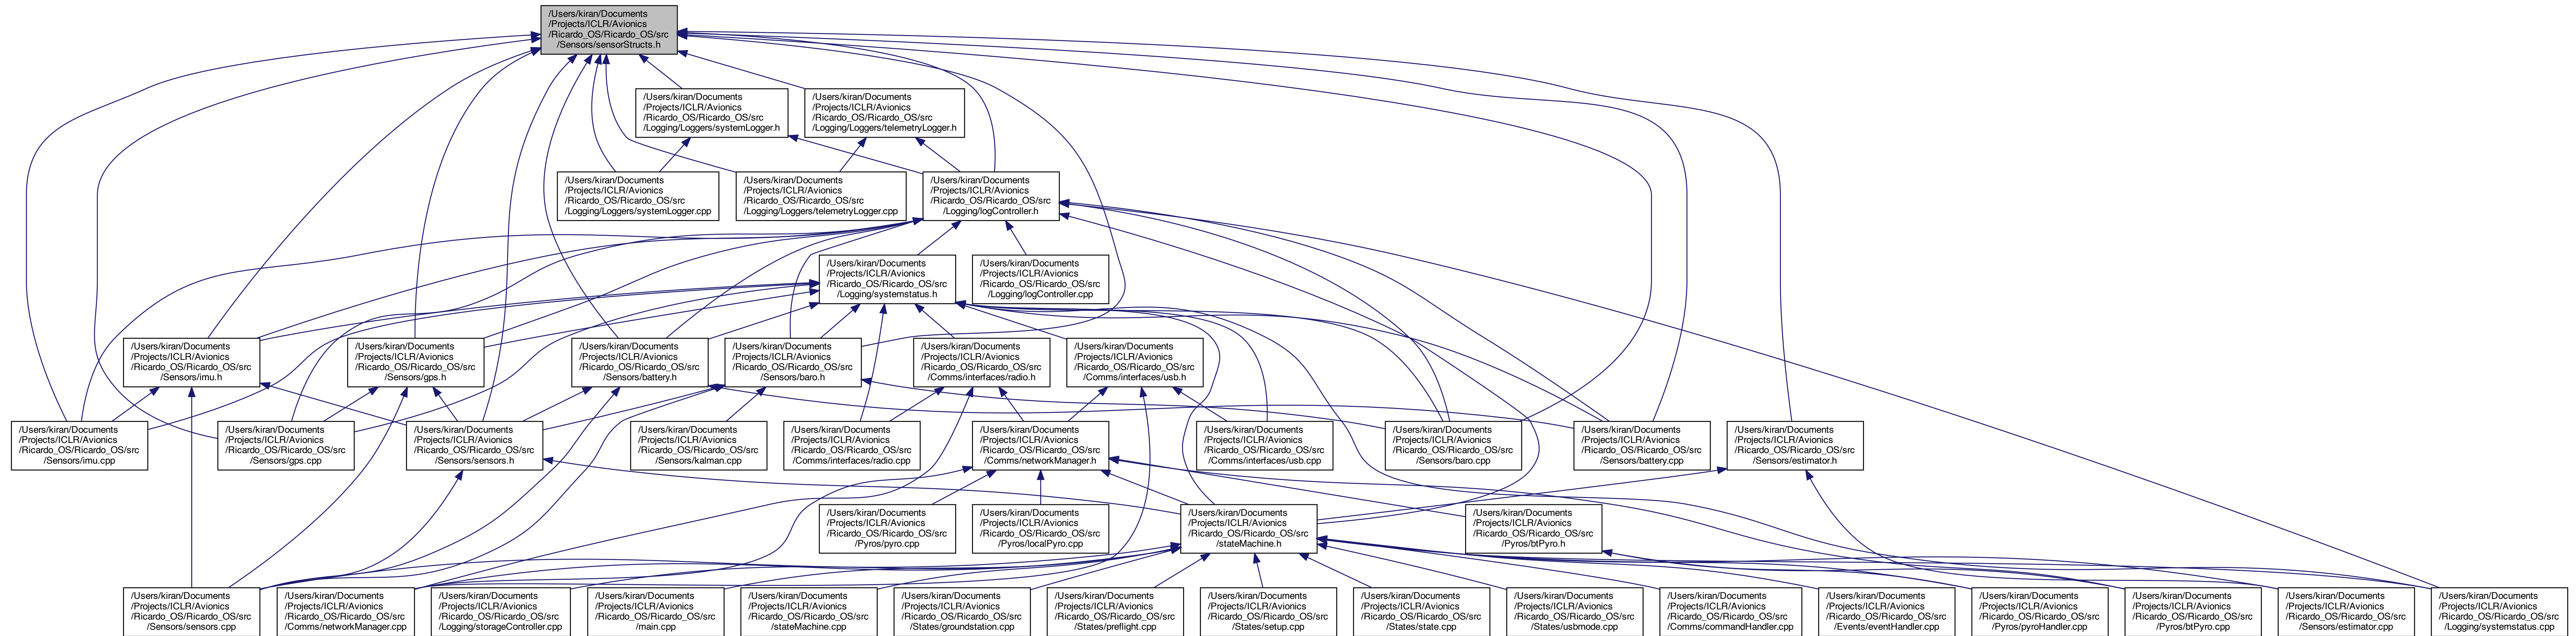 /Users/kiran/Documents
/Projects/ICLR/Avionics
/Ricardo_OS/Ricardo_OS/src
/Sensors/sensorStructs.h
/Users/kiran/Documents
/Projects/ICLR/Avionics
/Ricardo_OS/Ricardo_OS/src
/Logging/Loggers/systemLogger.h
/Users/kiran/Documents
/Projects/ICLR/Avionics
/Ricardo_OS/Ricardo_OS/src
/Logging/Loggers/telemetryLogger.h
/Users/kiran/Documents
/Projects/ICLR/Avionics
/Ricardo_OS/Ricardo_OS/src
/Logging/Loggers/systemLogger.cpp
/Users/kiran/Documents
/Projects/ICLR/Avionics
/Ricardo_OS/Ricardo_OS/src
/Logging/Loggers/telemetryLogger.cpp
/Users/kiran/Documents
/Projects/ICLR/Avionics
/Ricardo_OS/Ricardo_OS/src
/Logging/logController.h
/Users/kiran/Documents
/Projects/ICLR/Avionics
/Ricardo_OS/Ricardo_OS/src
/Logging/systemstatus.h
/Users/kiran/Documents
/Projects/ICLR/Avionics
/Ricardo_OS/Ricardo_OS/src
/Logging/logController.cpp
/Users/kiran/Documents
/Projects/ICLR/Avionics
/Ricardo_OS/Ricardo_OS/src
/Sensors/imu.h
/Users/kiran/Documents
/Projects/ICLR/Avionics
/Ricardo_OS/Ricardo_OS/src
/Sensors/gps.h
/Users/kiran/Documents
/Projects/ICLR/Avionics
/Ricardo_OS/Ricardo_OS/src
/Sensors/battery.h
/Users/kiran/Documents
/Projects/ICLR/Avionics
/Ricardo_OS/Ricardo_OS/src
/Sensors/baro.h
/Users/kiran/Documents
/Projects/ICLR/Avionics
/Ricardo_OS/Ricardo_OS/src
/Comms/interfaces/radio.h
/Users/kiran/Documents
/Projects/ICLR/Avionics
/Ricardo_OS/Ricardo_OS/src
/Comms/interfaces/usb.h
/Users/kiran/Documents
/Projects/ICLR/Avionics
/Ricardo_OS/Ricardo_OS/src
/Sensors/imu.cpp
/Users/kiran/Documents
/Projects/ICLR/Avionics
/Ricardo_OS/Ricardo_OS/src
/Sensors/gps.cpp
/Users/kiran/Documents
/Projects/ICLR/Avionics
/Ricardo_OS/Ricardo_OS/src
/Sensors/sensors.h
/Users/kiran/Documents
/Projects/ICLR/Avionics
/Ricardo_OS/Ricardo_OS/src
/Sensors/kalman.cpp
/Users/kiran/Documents
/Projects/ICLR/Avionics
/Ricardo_OS/Ricardo_OS/src
/Comms/interfaces/radio.cpp
/Users/kiran/Documents
/Projects/ICLR/Avionics
/Ricardo_OS/Ricardo_OS/src
/Comms/networkManager.h
/Users/kiran/Documents
/Projects/ICLR/Avionics
/Ricardo_OS/Ricardo_OS/src
/Comms/interfaces/usb.cpp
/Users/kiran/Documents
/Projects/ICLR/Avionics
/Ricardo_OS/Ricardo_OS/src
/Sensors/baro.cpp
/Users/kiran/Documents
/Projects/ICLR/Avionics
/Ricardo_OS/Ricardo_OS/src
/Sensors/battery.cpp
/Users/kiran/Documents
/Projects/ICLR/Avionics
/Ricardo_OS/Ricardo_OS/src
/Sensors/estimator.h
/Users/kiran/Documents
/Projects/ICLR/Avionics
/Ricardo_OS/Ricardo_OS/src
/Pyros/pyro.cpp
/Users/kiran/Documents
/Projects/ICLR/Avionics
/Ricardo_OS/Ricardo_OS/src
/Pyros/localPyro.cpp
/Users/kiran/Documents
/Projects/ICLR/Avionics
/Ricardo_OS/Ricardo_OS/src
/stateMachine.h
/Users/kiran/Documents
/Projects/ICLR/Avionics
/Ricardo_OS/Ricardo_OS/src
/Pyros/btPyro.h
/Users/kiran/Documents
/Projects/ICLR/Avionics
/Ricardo_OS/Ricardo_OS/src
/Sensors/sensors.cpp
/Users/kiran/Documents
/Projects/ICLR/Avionics
/Ricardo_OS/Ricardo_OS/src
/Comms/networkManager.cpp
/Users/kiran/Documents
/Projects/ICLR/Avionics
/Ricardo_OS/Ricardo_OS/src
/Logging/storageController.cpp
/Users/kiran/Documents
/Projects/ICLR/Avionics
/Ricardo_OS/Ricardo_OS/src
/main.cpp
/Users/kiran/Documents
/Projects/ICLR/Avionics
/Ricardo_OS/Ricardo_OS/src
/stateMachine.cpp
/Users/kiran/Documents
/Projects/ICLR/Avionics
/Ricardo_OS/Ricardo_OS/src
/States/groundstation.cpp
/Users/kiran/Documents
/Projects/ICLR/Avionics
/Ricardo_OS/Ricardo_OS/src
/States/preflight.cpp
/Users/kiran/Documents
/Projects/ICLR/Avionics
/Ricardo_OS/Ricardo_OS/src
/States/setup.cpp
/Users/kiran/Documents
/Projects/ICLR/Avionics
/Ricardo_OS/Ricardo_OS/src
/States/state.cpp
/Users/kiran/Documents
/Projects/ICLR/Avionics
/Ricardo_OS/Ricardo_OS/src
/States/usbmode.cpp
/Users/kiran/Documents
/Projects/ICLR/Avionics
/Ricardo_OS/Ricardo_OS/src
/Comms/commandHandler.cpp
/Users/kiran/Documents
/Projects/ICLR/Avionics
/Ricardo_OS/Ricardo_OS/src
/Events/eventHandler.cpp
/Users/kiran/Documents
/Projects/ICLR/Avionics
/Ricardo_OS/Ricardo_OS/src
/Pyros/pyroHandler.cpp
/Users/kiran/Documents
/Projects/ICLR/Avionics
/Ricardo_OS/Ricardo_OS/src
/Pyros/btPyro.cpp
/Users/kiran/Documents
/Projects/ICLR/Avionics
/Ricardo_OS/Ricardo_OS/src
/Sensors/estimator.cpp
/Users/kiran/Documents
/Projects/ICLR/Avionics
/Ricardo_OS/Ricardo_OS/src
/Logging/systemstatus.cpp